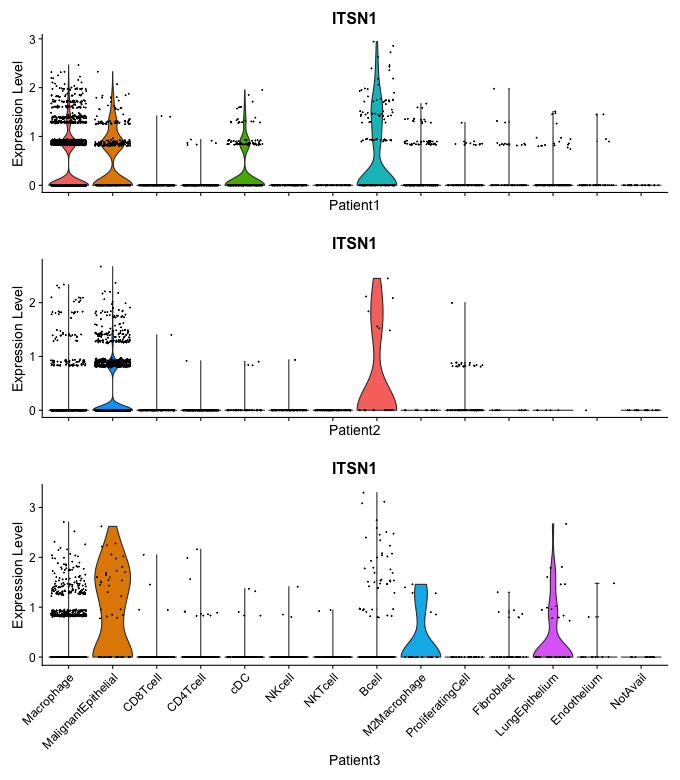 ITSN1
Expression Level
3
2
1
0
Patient1
ITSN1
Expression Level
2
1
0
Patient2
ITSN1
Expression Level
3
2
1
0
Macrophage
MalignantEpithelial
CD8Tcell
CD4Tcell
cDC
NKcell
NKTcell
Bcell
M2Macrophage
ProliferatingCell
Fibroblast
LungEpithelium
Endothelium
NotAvail
Patient3